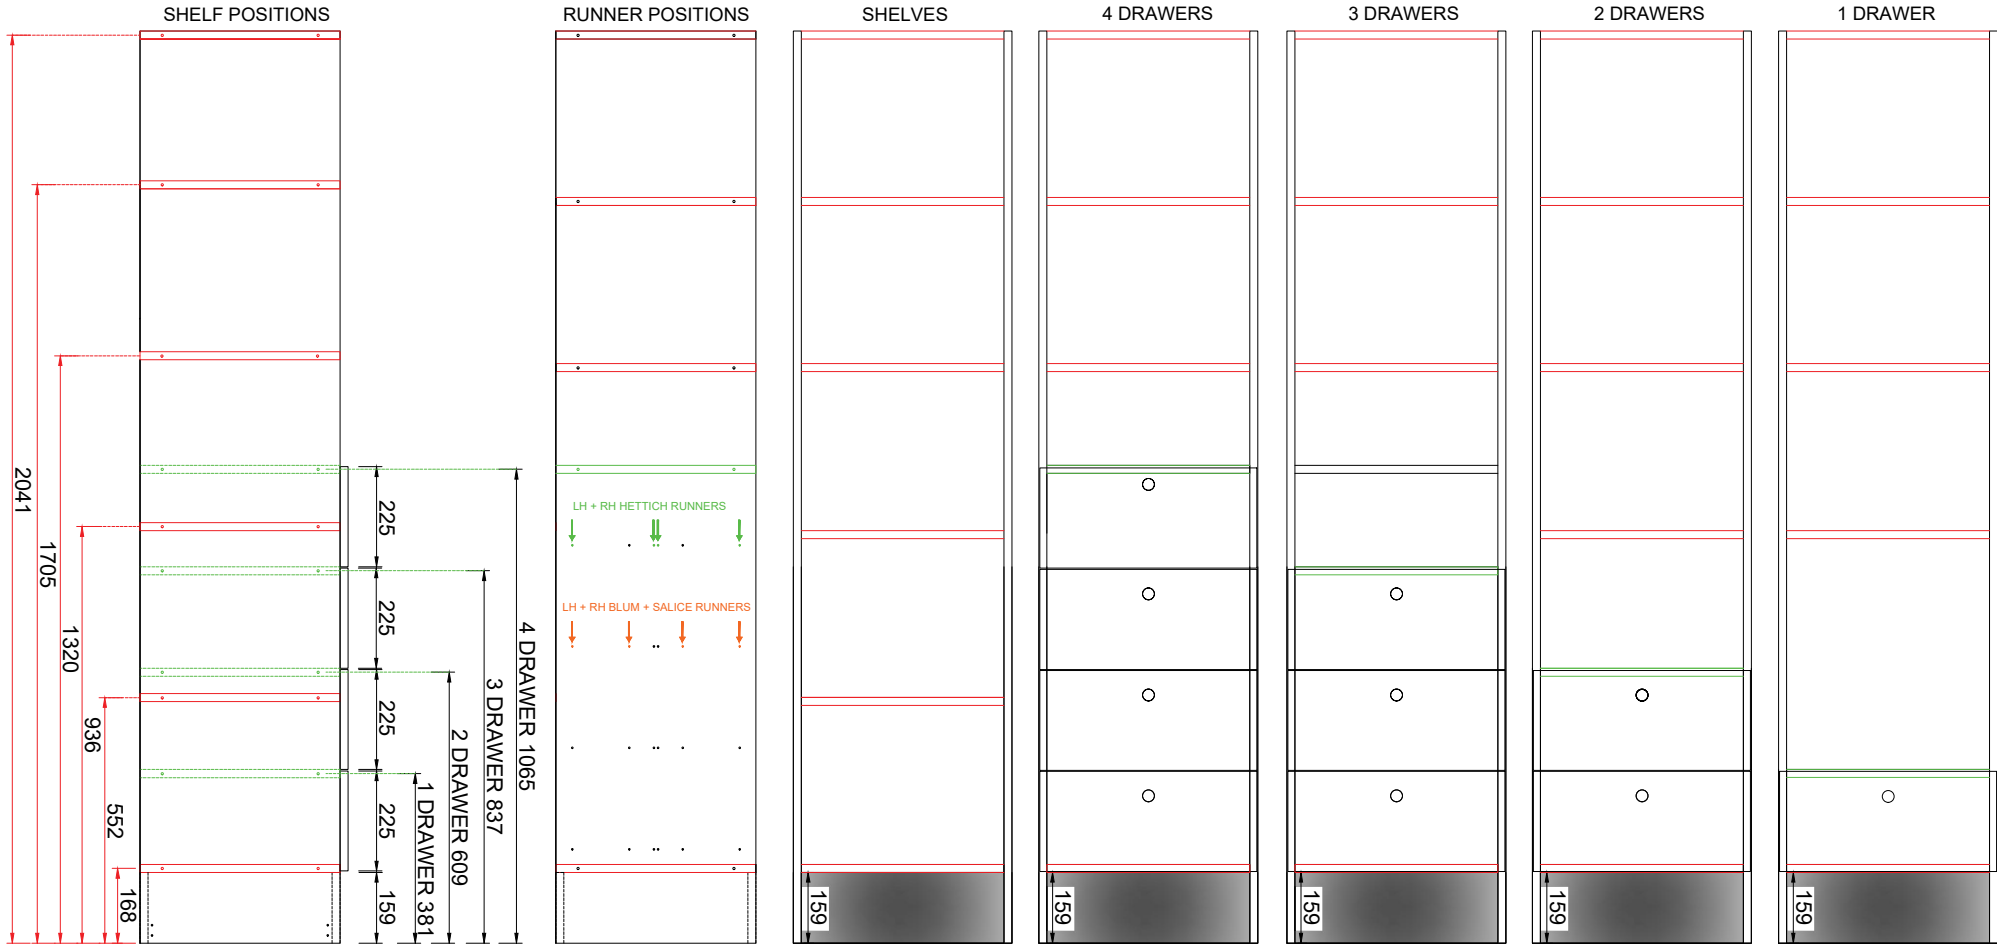 SHELF POSITIONS
RUNNER POSITIONS
SHELVES
4 DRAWERS
3 DRAWERS
2 DRAWERS
1 DRAWER
2041
1705
1320
936
552
168
225
225
225
225
159
1 DRAWER 381
2 DRAWER 609
3 DRAWER 837
4 DRAWER 1065
LH + RH HETTICH RUNNERS
LH + RH BLUM + SALICE RUNNERS
159
159
159
159
159